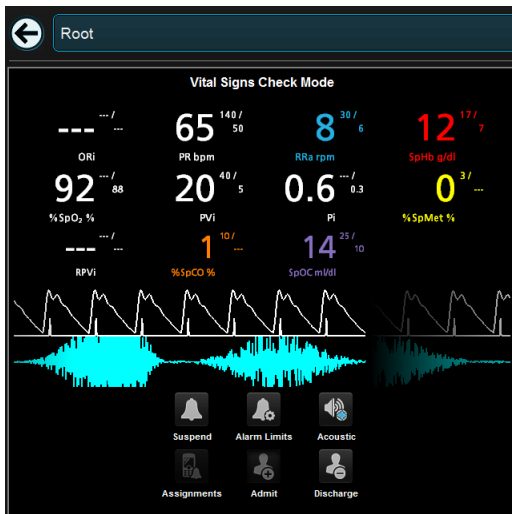 Root
Vital Signs Check Mode
--- ---/ --- 65 140/ 50 8 30/ 6 12 17/ 7
ORi PR bpm RRa rpm SpHb g/dl
92 ---/ 88 20 40/ 5 0.6 ---/ 0.3 0 3/ ---
%SpO₂ % PVi Pi %SpMet %
--- ---/ --- 1 10/ --- 14 25/ 10
RPVi %SpCO % SpOC ml/dl
Suspend Alarm Limits Acoustic
Assignments Admit Discharge